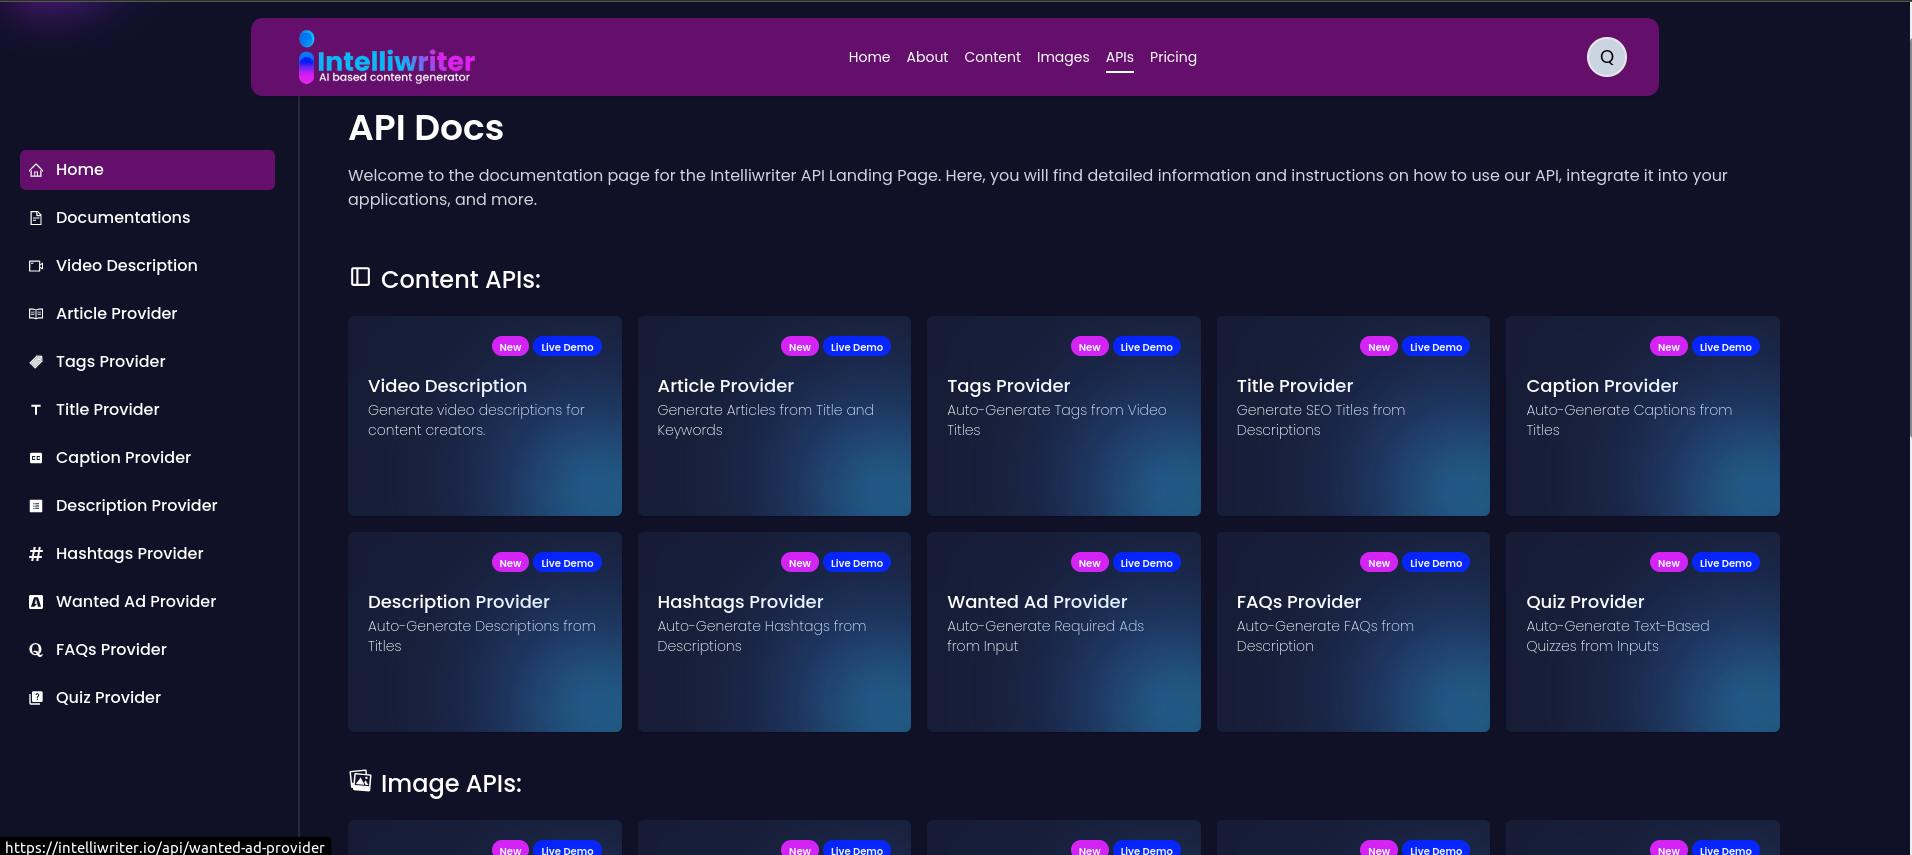 Intelliwriter
AI based content generator
Home About Content Images APIs Pricing
Q
Home
Documentations
Video Description
Article Provider
Tags Provider
Title Provider
Caption Provider
Description Provider
Hashtags Provider
Wanted Ad Provider
FAQs Provider
Quiz Provider
API Docs
Welcome to the documentation page for the Intelliwriter API Landing Page. Here, you will find detailed information and instructions on how to use our API, integrate it into your
applications, and more.
Content APIs:
New Live Demo
Video Description
Generate video descriptions for
content creators.
New Live Demo
Article Provider
Generate Articles from Title and
Keywords
New Live Demo
Tags Provider
Auto-Generate Tags from Video
Titles
New Live Demo
Title Provider
Generate SEO Titles from
Descriptions
New Live Demo
Caption Provider
Auto-Generate Captions from
Titles
New Live Demo
Description Provider
Auto-Generate Descriptions from
Titles
New Live Demo
Hashtags Provider
Auto-Generate Hashtags from
Descriptions
New Live Demo
Wanted Ad Provider
Auto-Generate Required Ads
from Input
New Live Demo
FAQs Provider
Auto-Generate FAQs from
Description
New Live Demo
Quiz Provider
Auto-Generate Text-Based
Quizzes from Inputs
Image APIs:
New Live Demo
New Live Demo
New Live Demo
New Live Demo
New Live Demo
https://intelliwriter.io/api/wanted-ad-provider